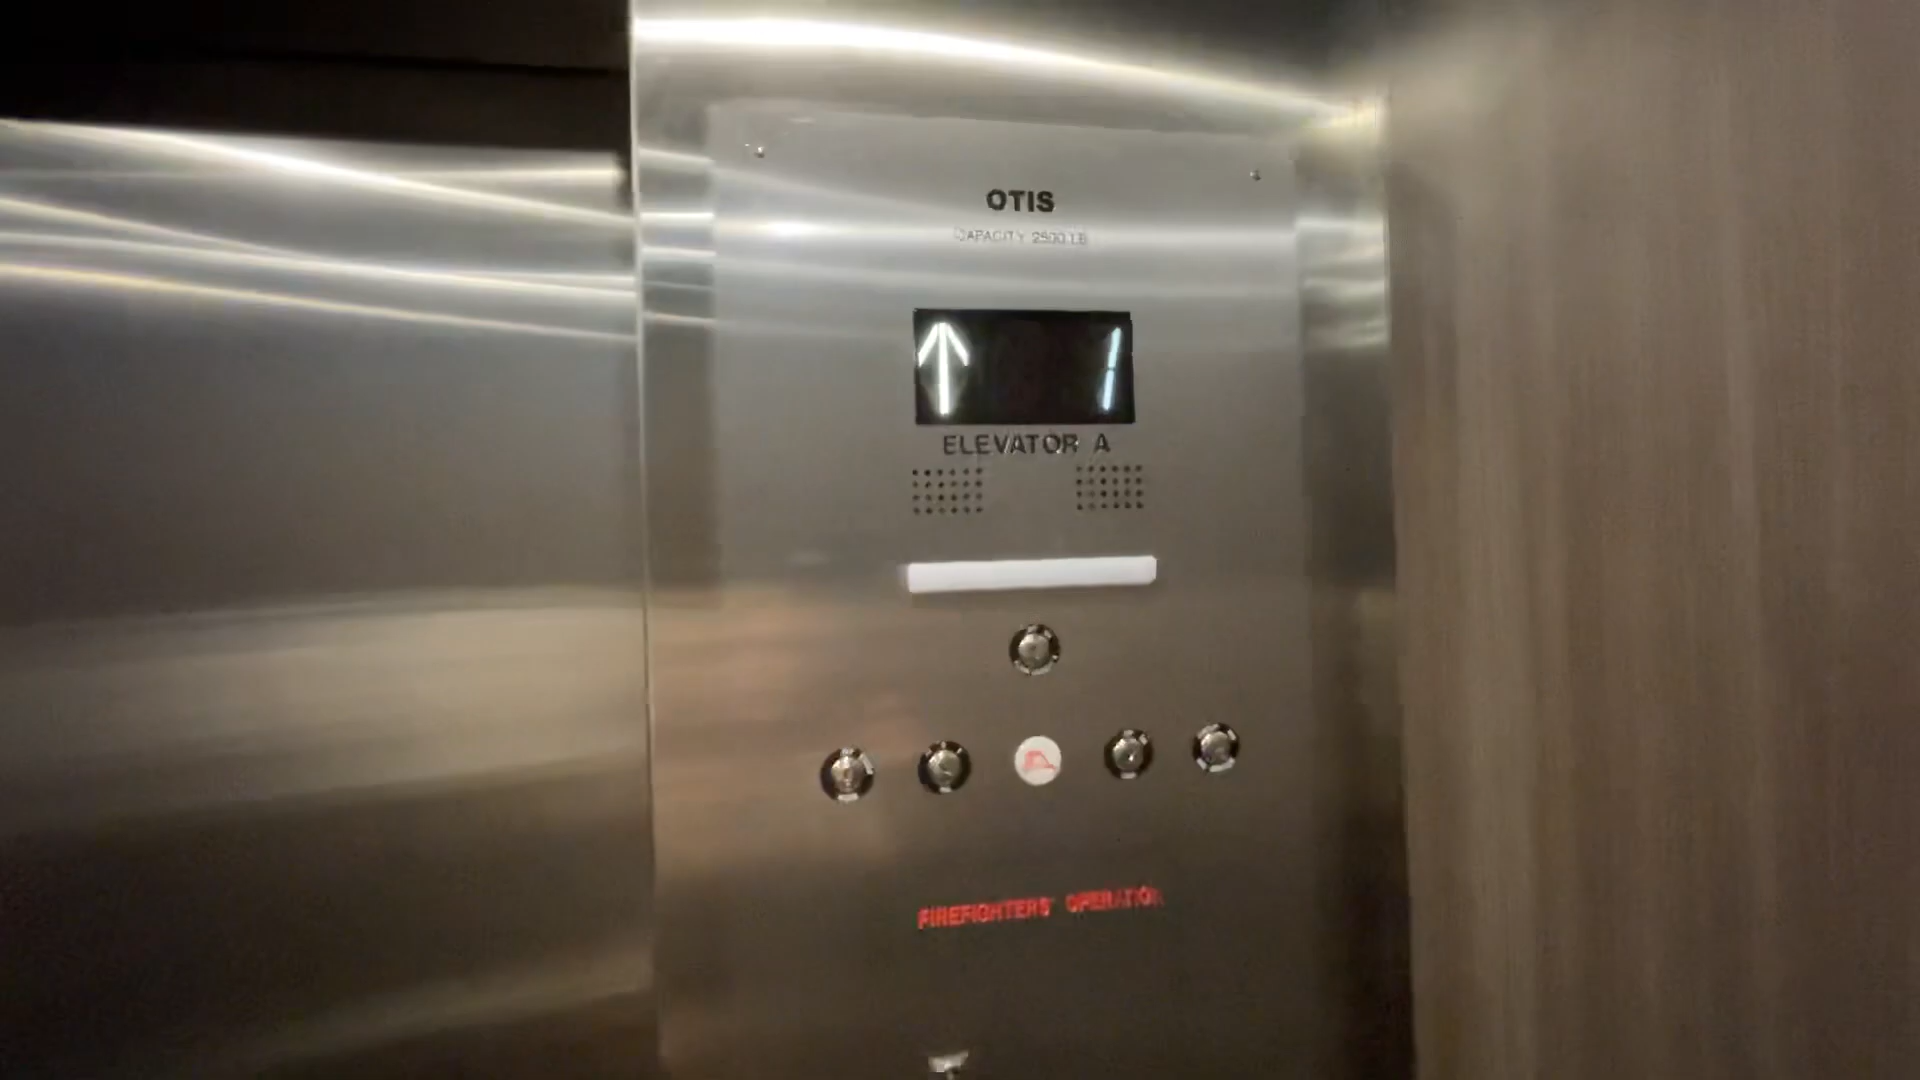 OTIS
CAPACITY 2500 LB
1
ELEVATOR A
FIREFIGHTERS' OPERATION